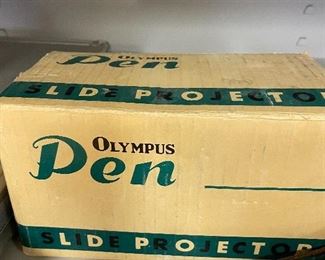 OLYMPUS
Pen
SLIDE PROJECTOR
OLYMPUS
Pen
SLIDE PROJECTOR